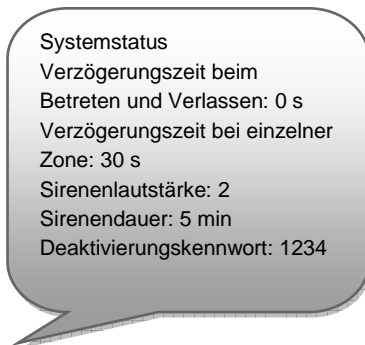 Systemstatus
Verzögerungszeit beim
Betreten und Verlassen: 0 s
Verzögerungszeit bei einzelner
Zone: 30 s
Sirenenlautstärke: 2
Sirenendauer: 5 min
Deaktivierungskennwort: 1234